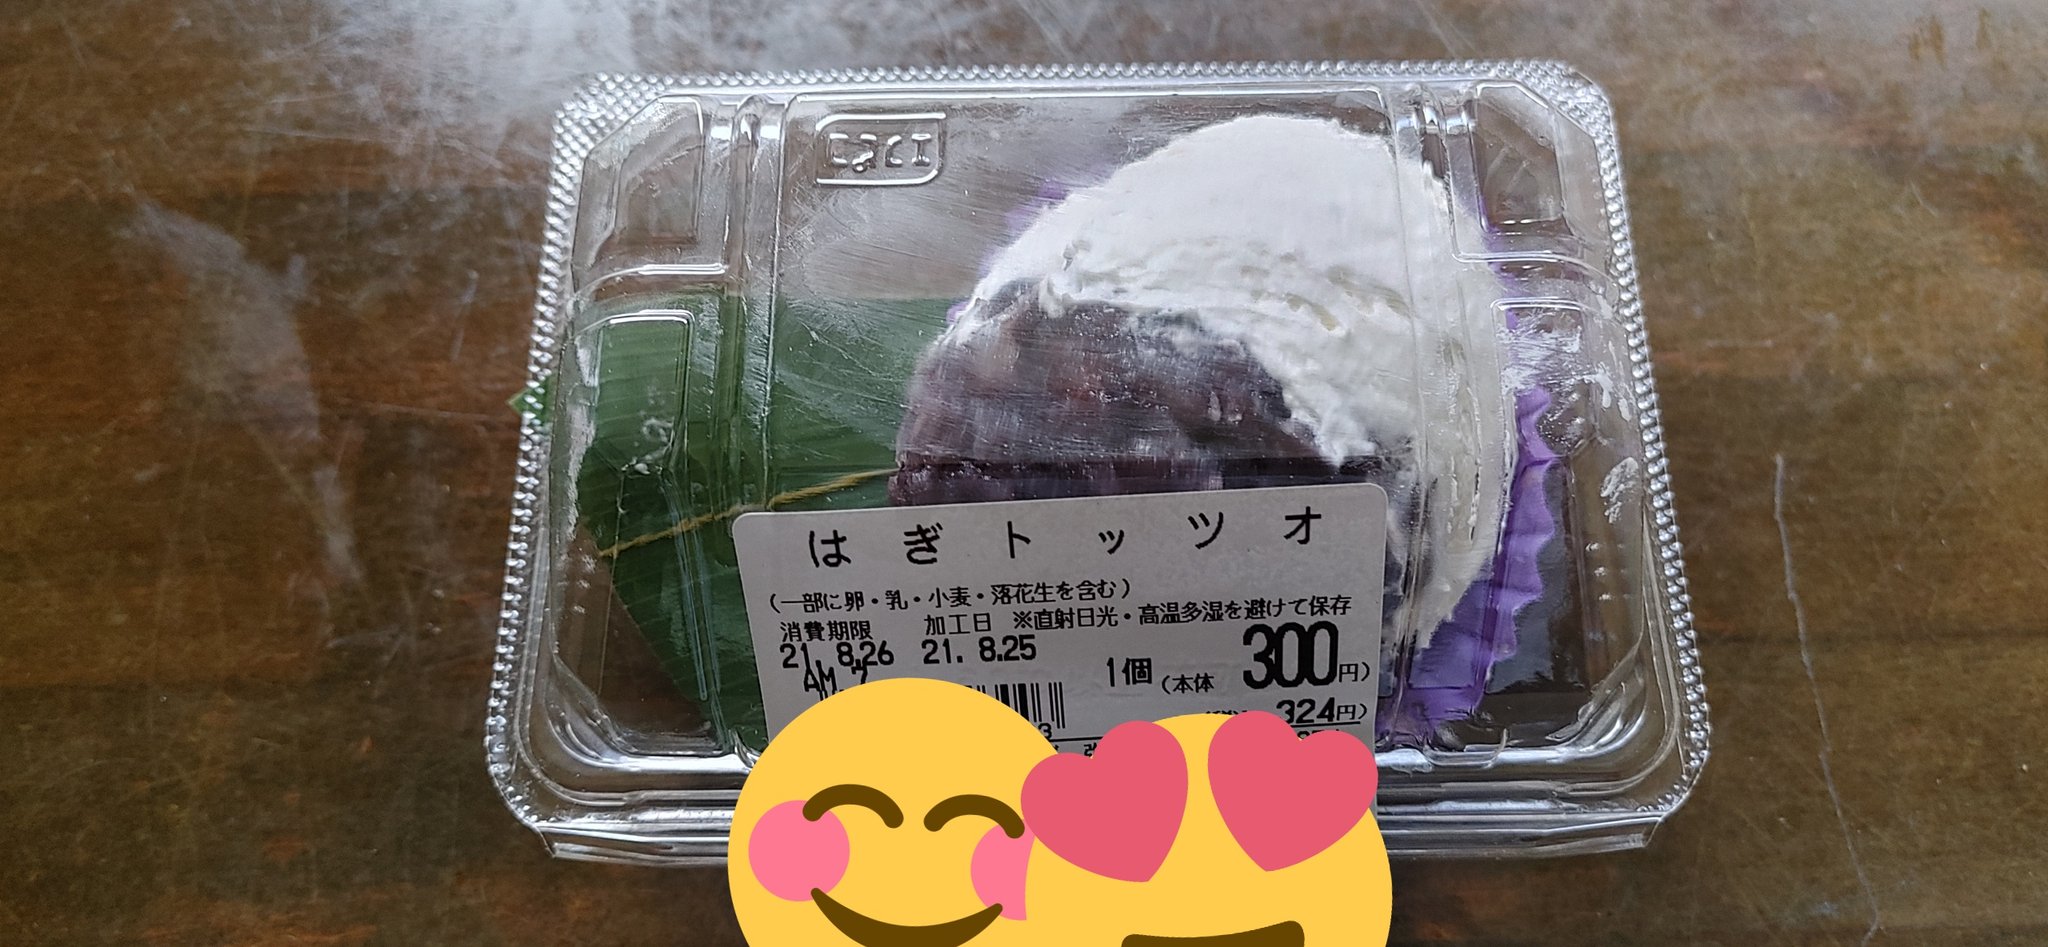 はぎトッツオ
(一部に卵・乳・小麦・落花生を含む)
消費期限 加工日 ※直射日光・高温多湿を避けて保存
21. 8.26 21. 8.25
AM 7
1個 (本体 300円)
324円)
3